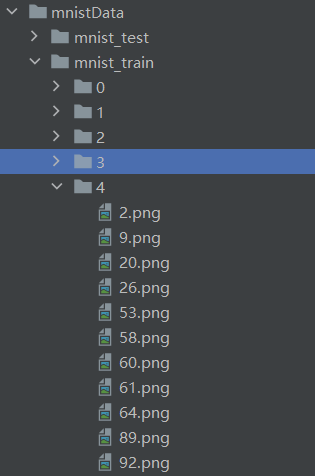 mnistData
mnist_test
mnist_train
0
1
2
3
4
2.png
9.png
20.png
26.png
53.png
58.png
60.png
61.png
64.png
89.png
92.png